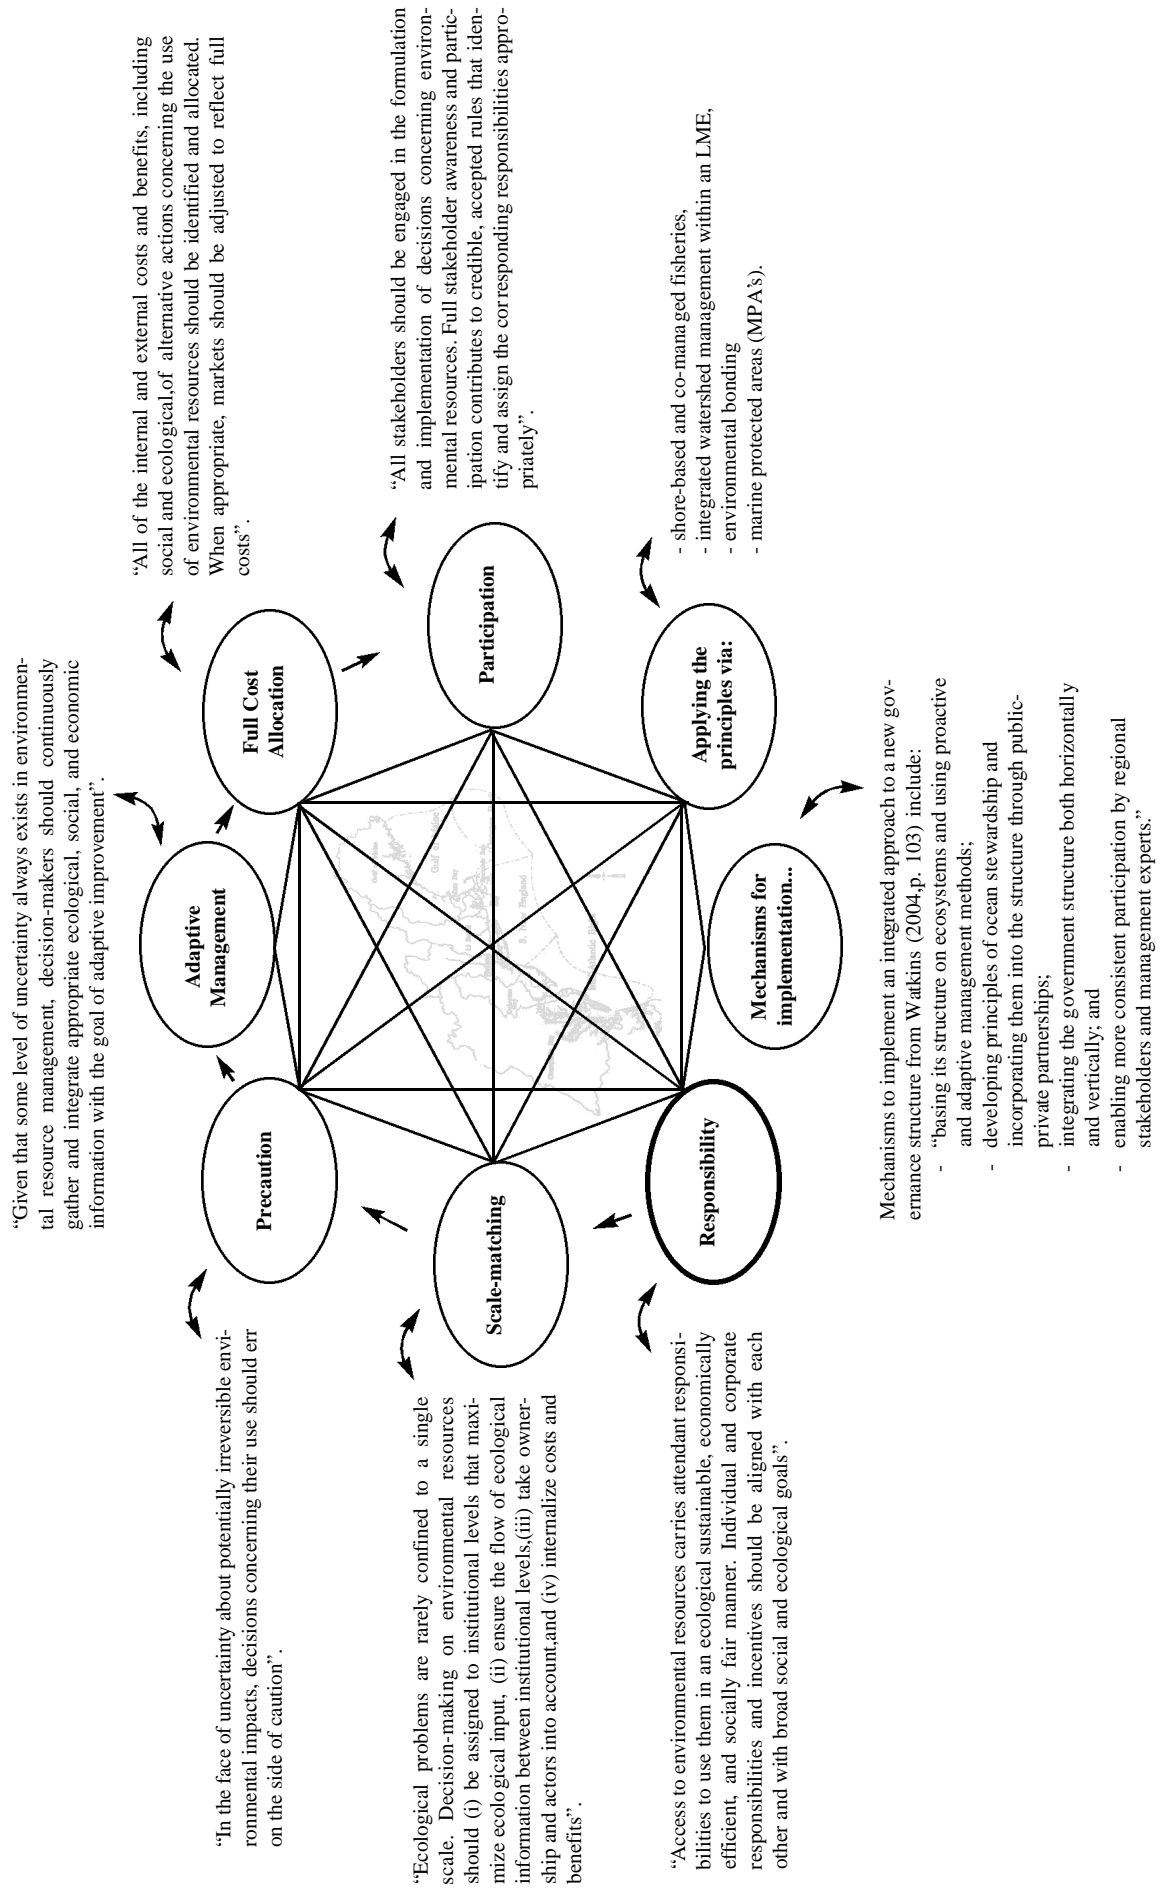 “Given that some level of uncertainty always exists in environmen-
tal resource management, decision-makers should continuously
gather and integrate appropriate ecological, social, and economic
information with the goal of adaptive improvement”.
“In the face of uncertainty about potentially irreversible envi-
ronmental impacts, decisions concerning their use should err
on the side of caution”.
Precaution
Adaptive
Management
Full Cost
Allocation
“All of the internal and external costs and benefits, including
social and ecological,of alternative actions concerning the use
of environmental resources should be identified and allocated.
When appropriate, markets should be adjusted to reflect full
costs”.
“Ecological problems are rarely confined to a single
scale. Decision-making on environmental resources
should (i) be assigned to institutional levels that maxi-
mize ecological input, (ii) ensure the flow of ecological
information between institutional levels,(iii) take owner-
ship and actors into account,and (iv) internalize costs and
benefits”.
Scale-matching
Participation
“All stakeholders should be engaged in the formulation
and implementation of decisions concerning environ-
mental resources. Full stakeholder awareness and partic-
ipation contributes to credible, accepted rules that iden-
tify and assign the corresponding responsibilities appro-
priately”.
“Access to environmental resources carries attendant responsi-
bilities to use them in an ecological sustainable, economically
efficient, and socially fair manner. Individual and corporate
responsibilities and incentives should be aligned with each
other and with broad social and ecological goals”.
Responsibility
Mechanisms for
implementation...
Applying the
principles via:
- shore-based and co-managed fisheries,
- integrated watershed management within an LME,
- environmental bonding
- marine protected areas (MPA's).
Mechanisms to implement an integrated approach to a new gov-
ernance structure from Watkins (2004,p. 103) include:
- “basing its structure on ecosystems and using proactive
and adaptive management methods;
- developing principles of ocean stewardship and
incorporating them into the structure through public-
private partnerships;
- integrating the government structure both horizontally
and vertically; and
- enabling more consistent participation by regional
stakeholders and management experts.”